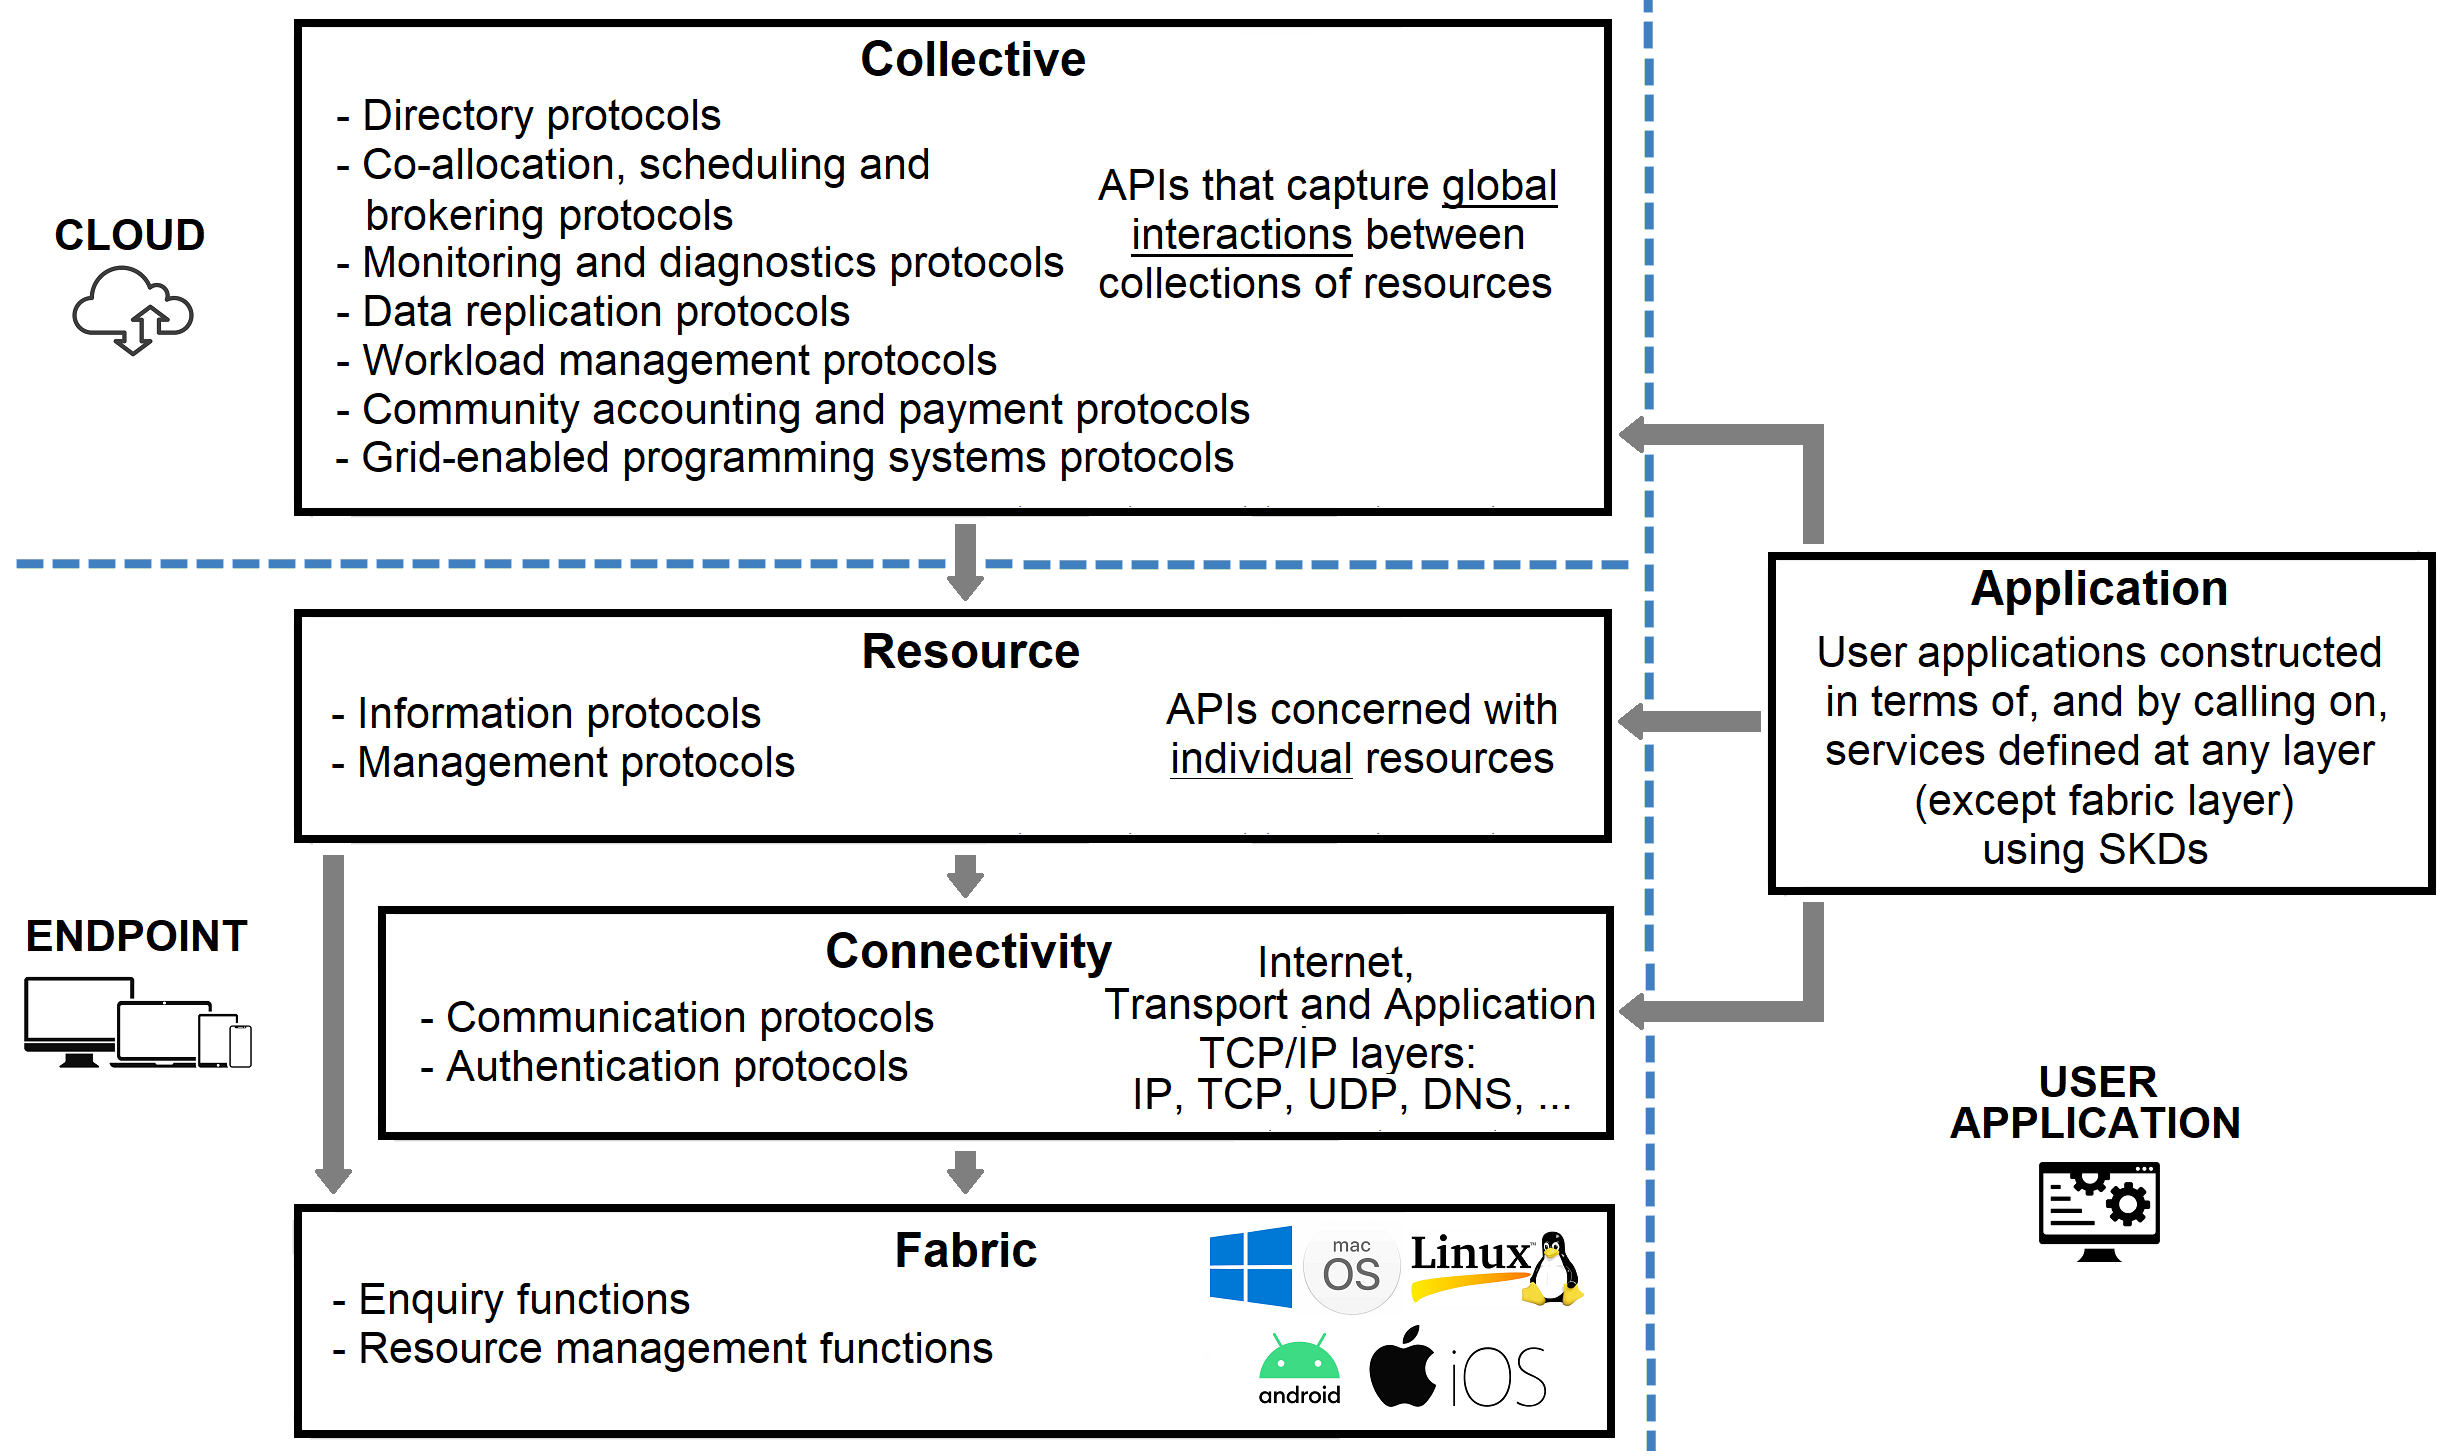 CLOUD
Collective
- Directory protocols
- Co-allocation, scheduling and
brokering protocols
- Monitoring and diagnostics protocols
- Data replication protocols
- Workload management protocols
- Community accounting and payment protocols
- Grid-enabled programming systems protocols
APIs that capture global
interactions between
collections of resources
Resource
- Information protocols
- Management protocols
APIs concerned with
individual resources
Application
User applications constructed
in terms of, and by calling on,
services defined at any layer
(except fabric layer)
using SKDs
ENDPOINT
Connectivity
- Communication protocols
- Authentication protocols
Internet,
Transport and Application
TCP/IP layers:
IP, TCP, UDP, DNS, ...
USER
APPLICATION
Fabric
- Enquiry functions
- Resource management functions
mac
OS
Linux™
android
iOS